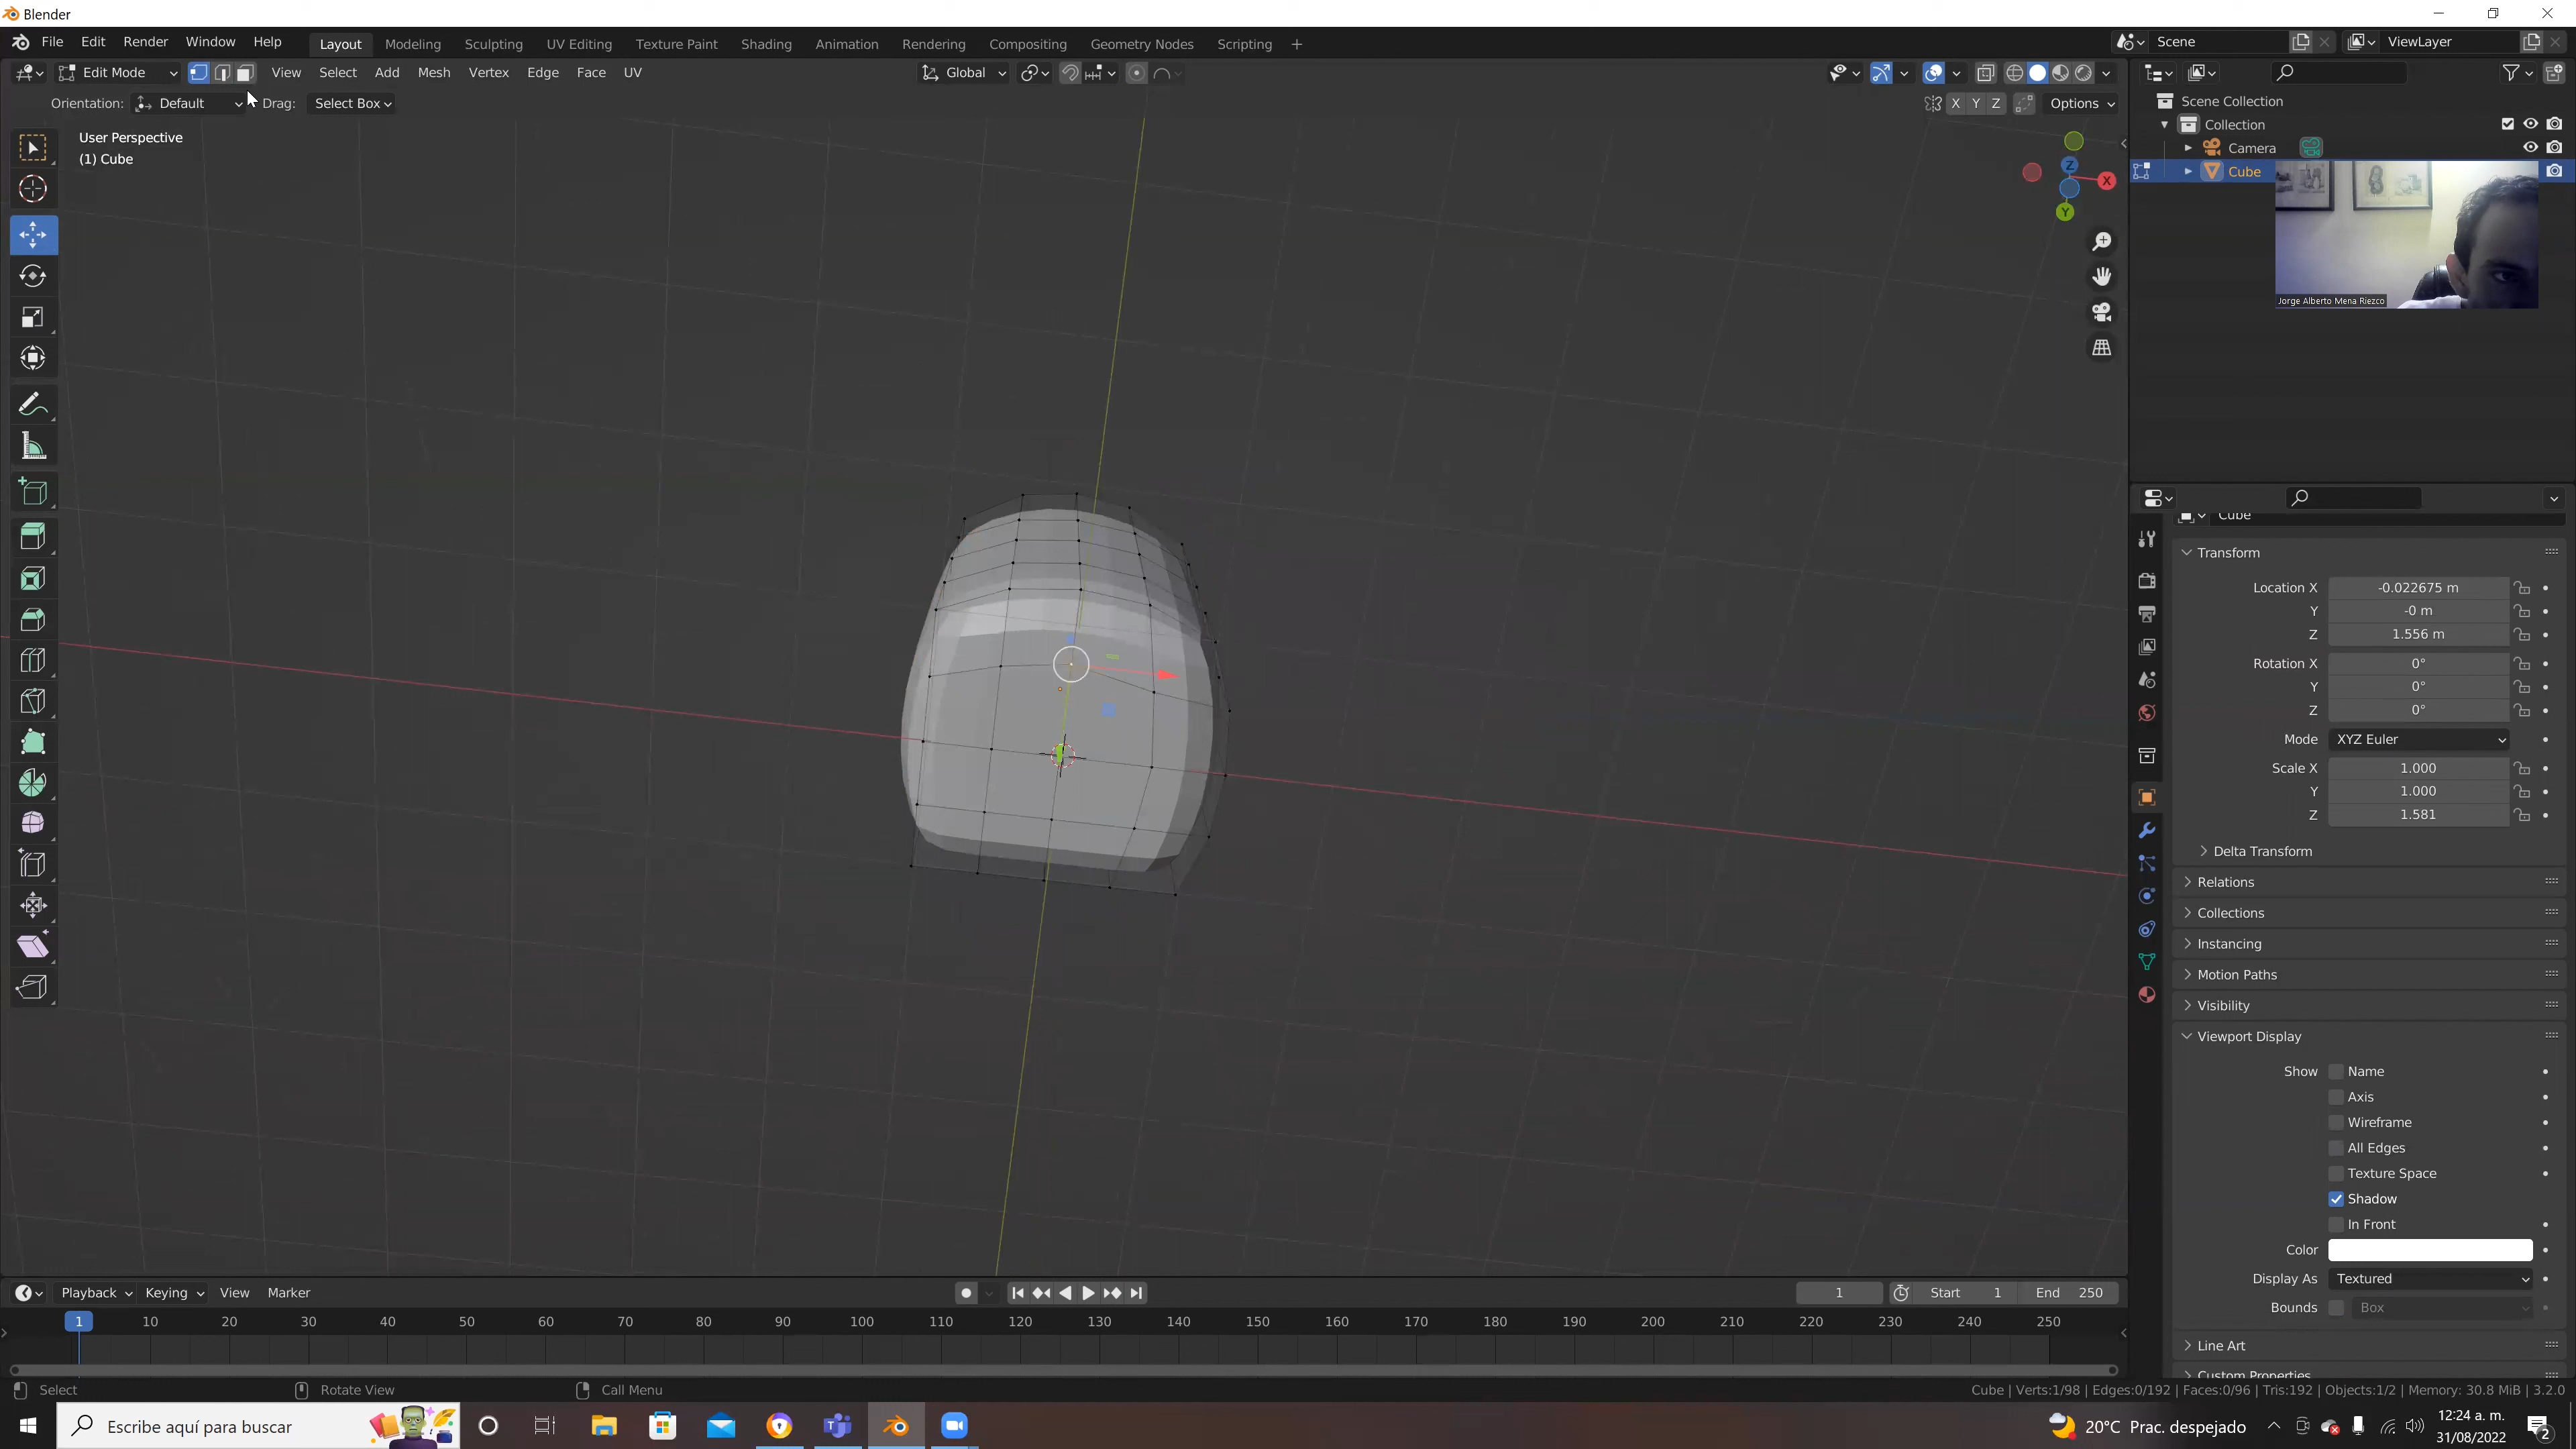 Blender
File Edit Render Window Help Layout Modeling Sculpting UV Editing Texture Paint Shading Animation Rendering Compositing Geometry Nodes Scripting + Scene ViewLayer
Edit Mode View Select Add Mesh Vertex Edge Face UV Global
Orientation: Default Drag: Select Box X Y Z Options
User Perspective
(1) Cube
Z
X
Y
Scene Collection
Collection
Camera
Cube
Jorge Alberto Mena Riezco
Cube
Transform
Location X -0.022675 m
Y -0 m
Z 1.556 m
Rotation X 0°
Y 0°
Z 0°
Mode XYZ Euler
Scale X 1.000
Y 1.000
Z 1.581
Delta Transform
Relations
Collections
Instancing
Motion Paths
Visibility
Viewport Display
Show Name
Axis
Wireframe
All Edges
Texture Space
Shadow
In Front
Color
Display As Textured
Bounds Box
Line Art
Custom Properties
Playback Keying View Marker 1 Start 1 End 250
1 10 20 30 40 50 60 70 80 90 100 110 120 130 140 150 160 170 180 190 200 210 220 230 240 250
Select Rotate View Call Menu Cube | Verts:1/98 | Edges:0/192 | Faces:0/96 | Tris:192 | Objects:1/2 | Memory: 30.8 MiB | 3.2.0
Escribe aquí para buscar 20°C Prac. despejado 12:24 a. m.
31/08/2022 2